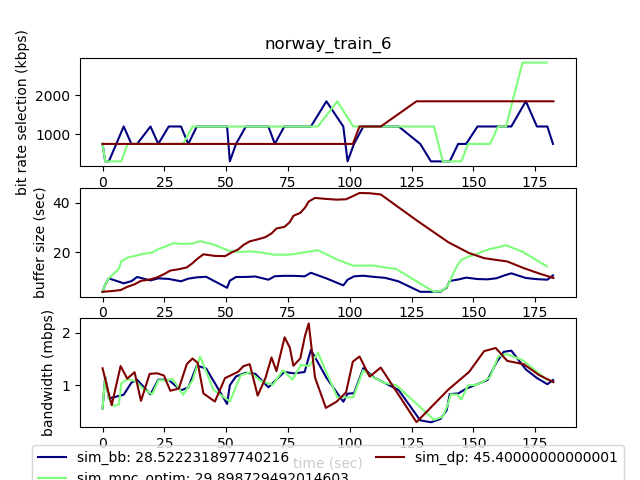 norway_train_6
bit rate selection (kbps)
2000
1000
0 25 50 75 100 125 150 175
buffer size (sec)
40
20
0 25 50 75 100 125 150 175
bandwidth (mbps)
2
1
0 25 50 75 100 125 150 175
time (sec)
sim_bb: 28.522231897740216
sim_dp: 45.40000000000001
sim_mpc_optim: 29.898729492014603